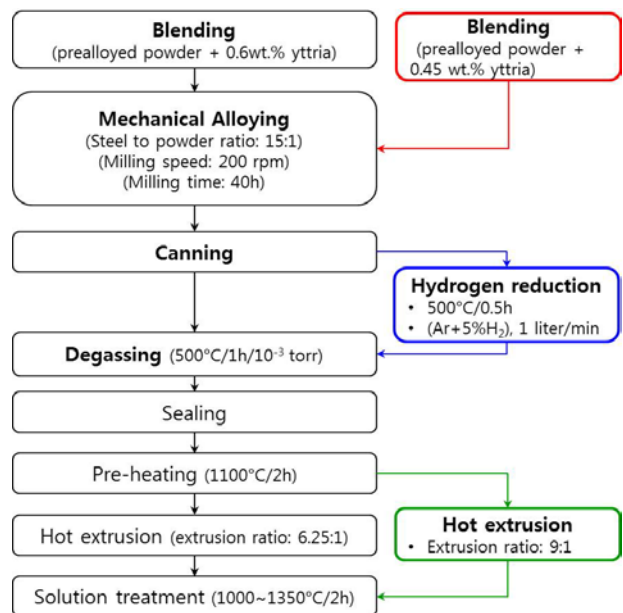 Blending
(prealloyed powder + 0.6wt.% yttria)
Blending
(prealloyed powder +
0.45 wt.% yttria)
Mechanical Alloying
(Steel to powder ratio: 15:1)
(Milling speed: 200 rpm)
(Milling time: 40h)
Canning
Hydrogen reduction
• 500°C/0.5h
• (Ar+5%H₂), 1 liter/min
Degassing (500°C/1h/10⁻³ torr)
Sealing
Pre-heating (1100°C/2h)
Hot extrusion (extrusion ratio: 6.25:1)
Hot extrusion
• Extrusion ratio: 9:1
Solution treatment (1000~1350°C/2h)